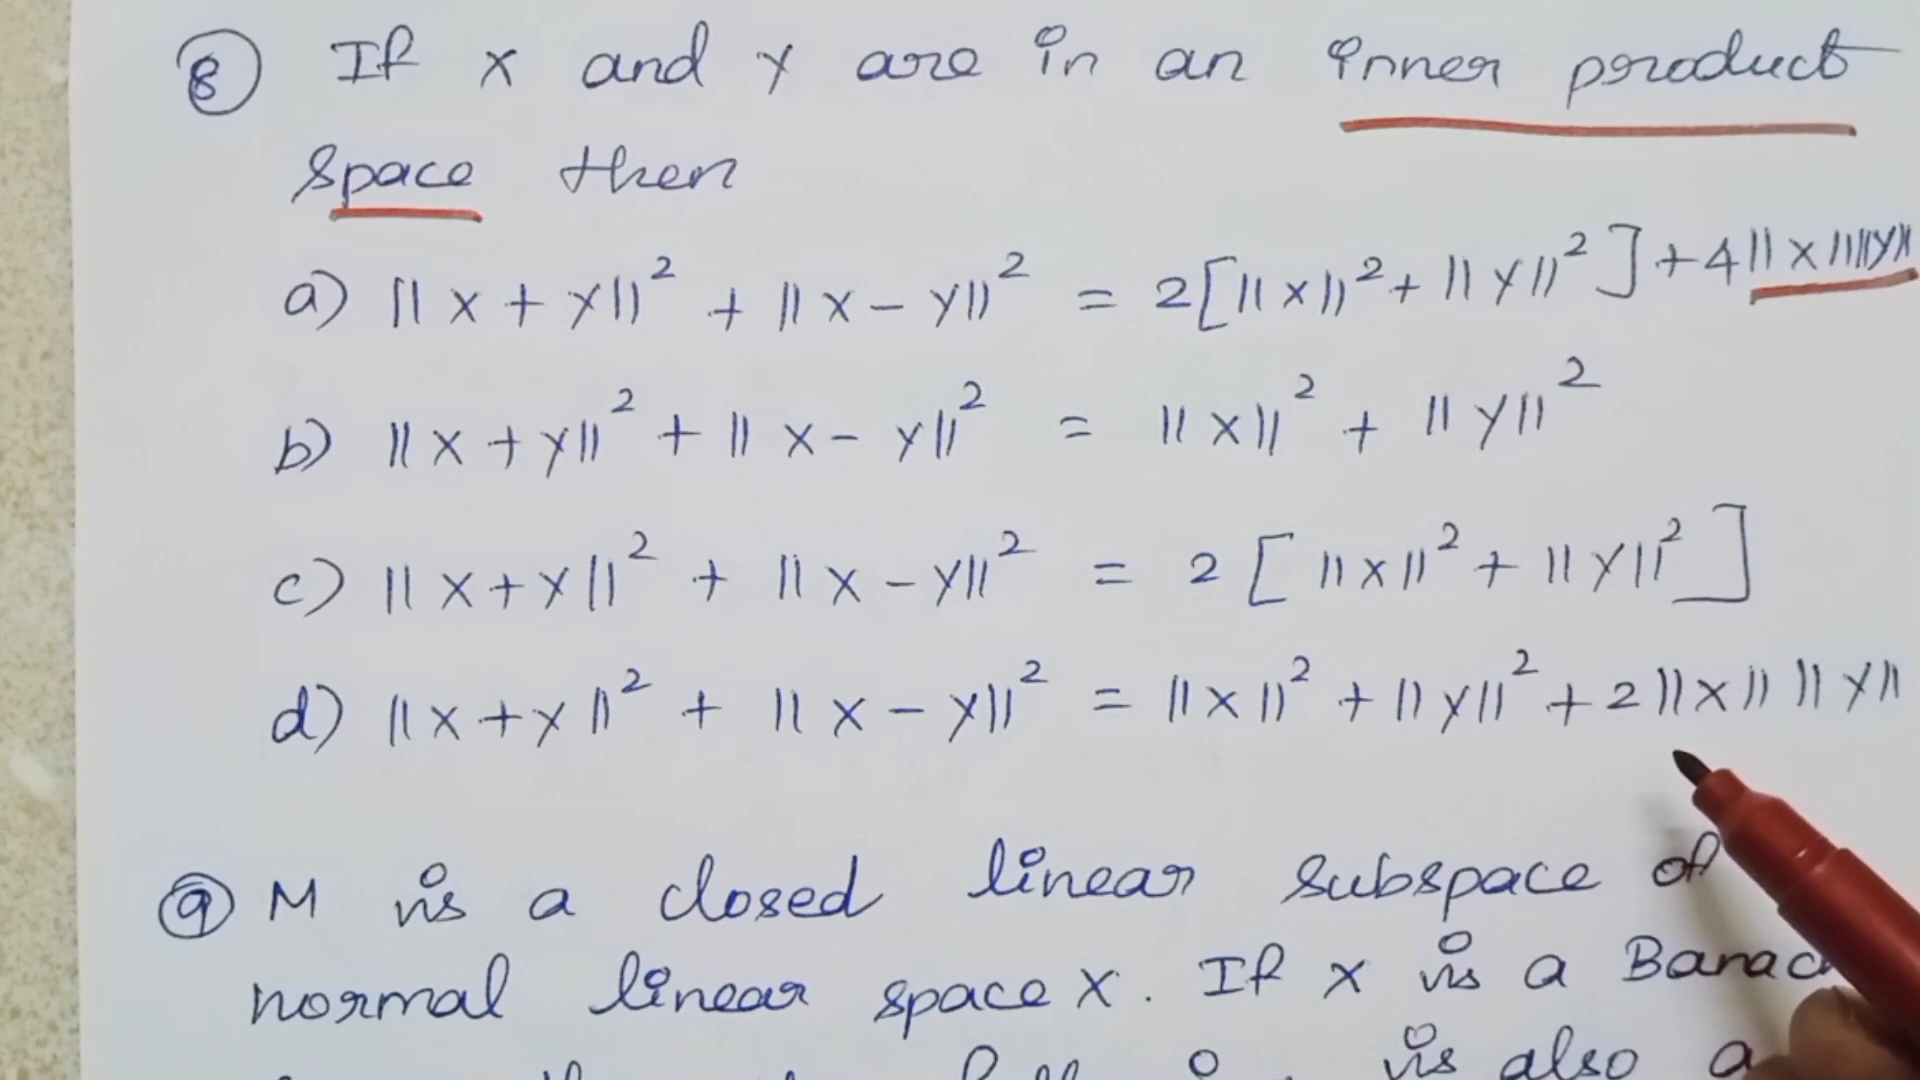 ⑧ If x and y are in an inner product
space then
a) ||x+y||² + ||x-y||² = 2[||x||²+||y||²]+4||x||||y||
b) ||x+y||² + ||x-y||² = ||x||² + ||y||²
c) ||x+y||² + ||x-y||² = 2[||x||²+||y||²]
d) ||x+y||² + ||x-y||² = ||x||² + ||y||² + 2||x|| ||y||
⑨ M is a closed linear subspace of
normal linear space X. If X is a
is also a